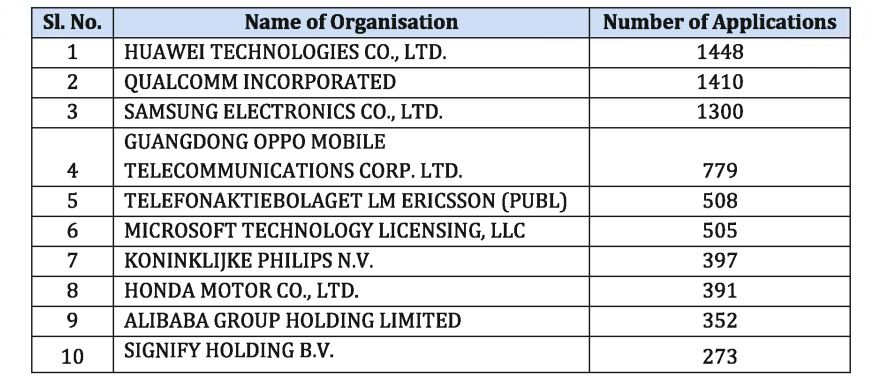 Sl. No. Name of Organisation Number of Applications
1 HUAWEI TECHNOLOGIES CO., LTD. 1448
2 QUALCOMM INCORPORATED 1410
3 SAMSUNG ELECTRONICS CO., LTD. 1300
GUANGDONG OPPO MOBILE
4 TELECOMMUNICATIONS CORP. LTD. 779
5 TELEFONAKTIEBOLAGET LM ERICSSON (PUBL) 508
6 MICROSOFT TECHNOLOGY LICENSING, LLC 505
7 KONINKLIJKE PHILIPS N.V. 397
8 HONDA MOTOR CO., LTD. 391
9 ALIBABA GROUP HOLDING LIMITED 352
10 SIGNIFY HOLDING B.V. 273